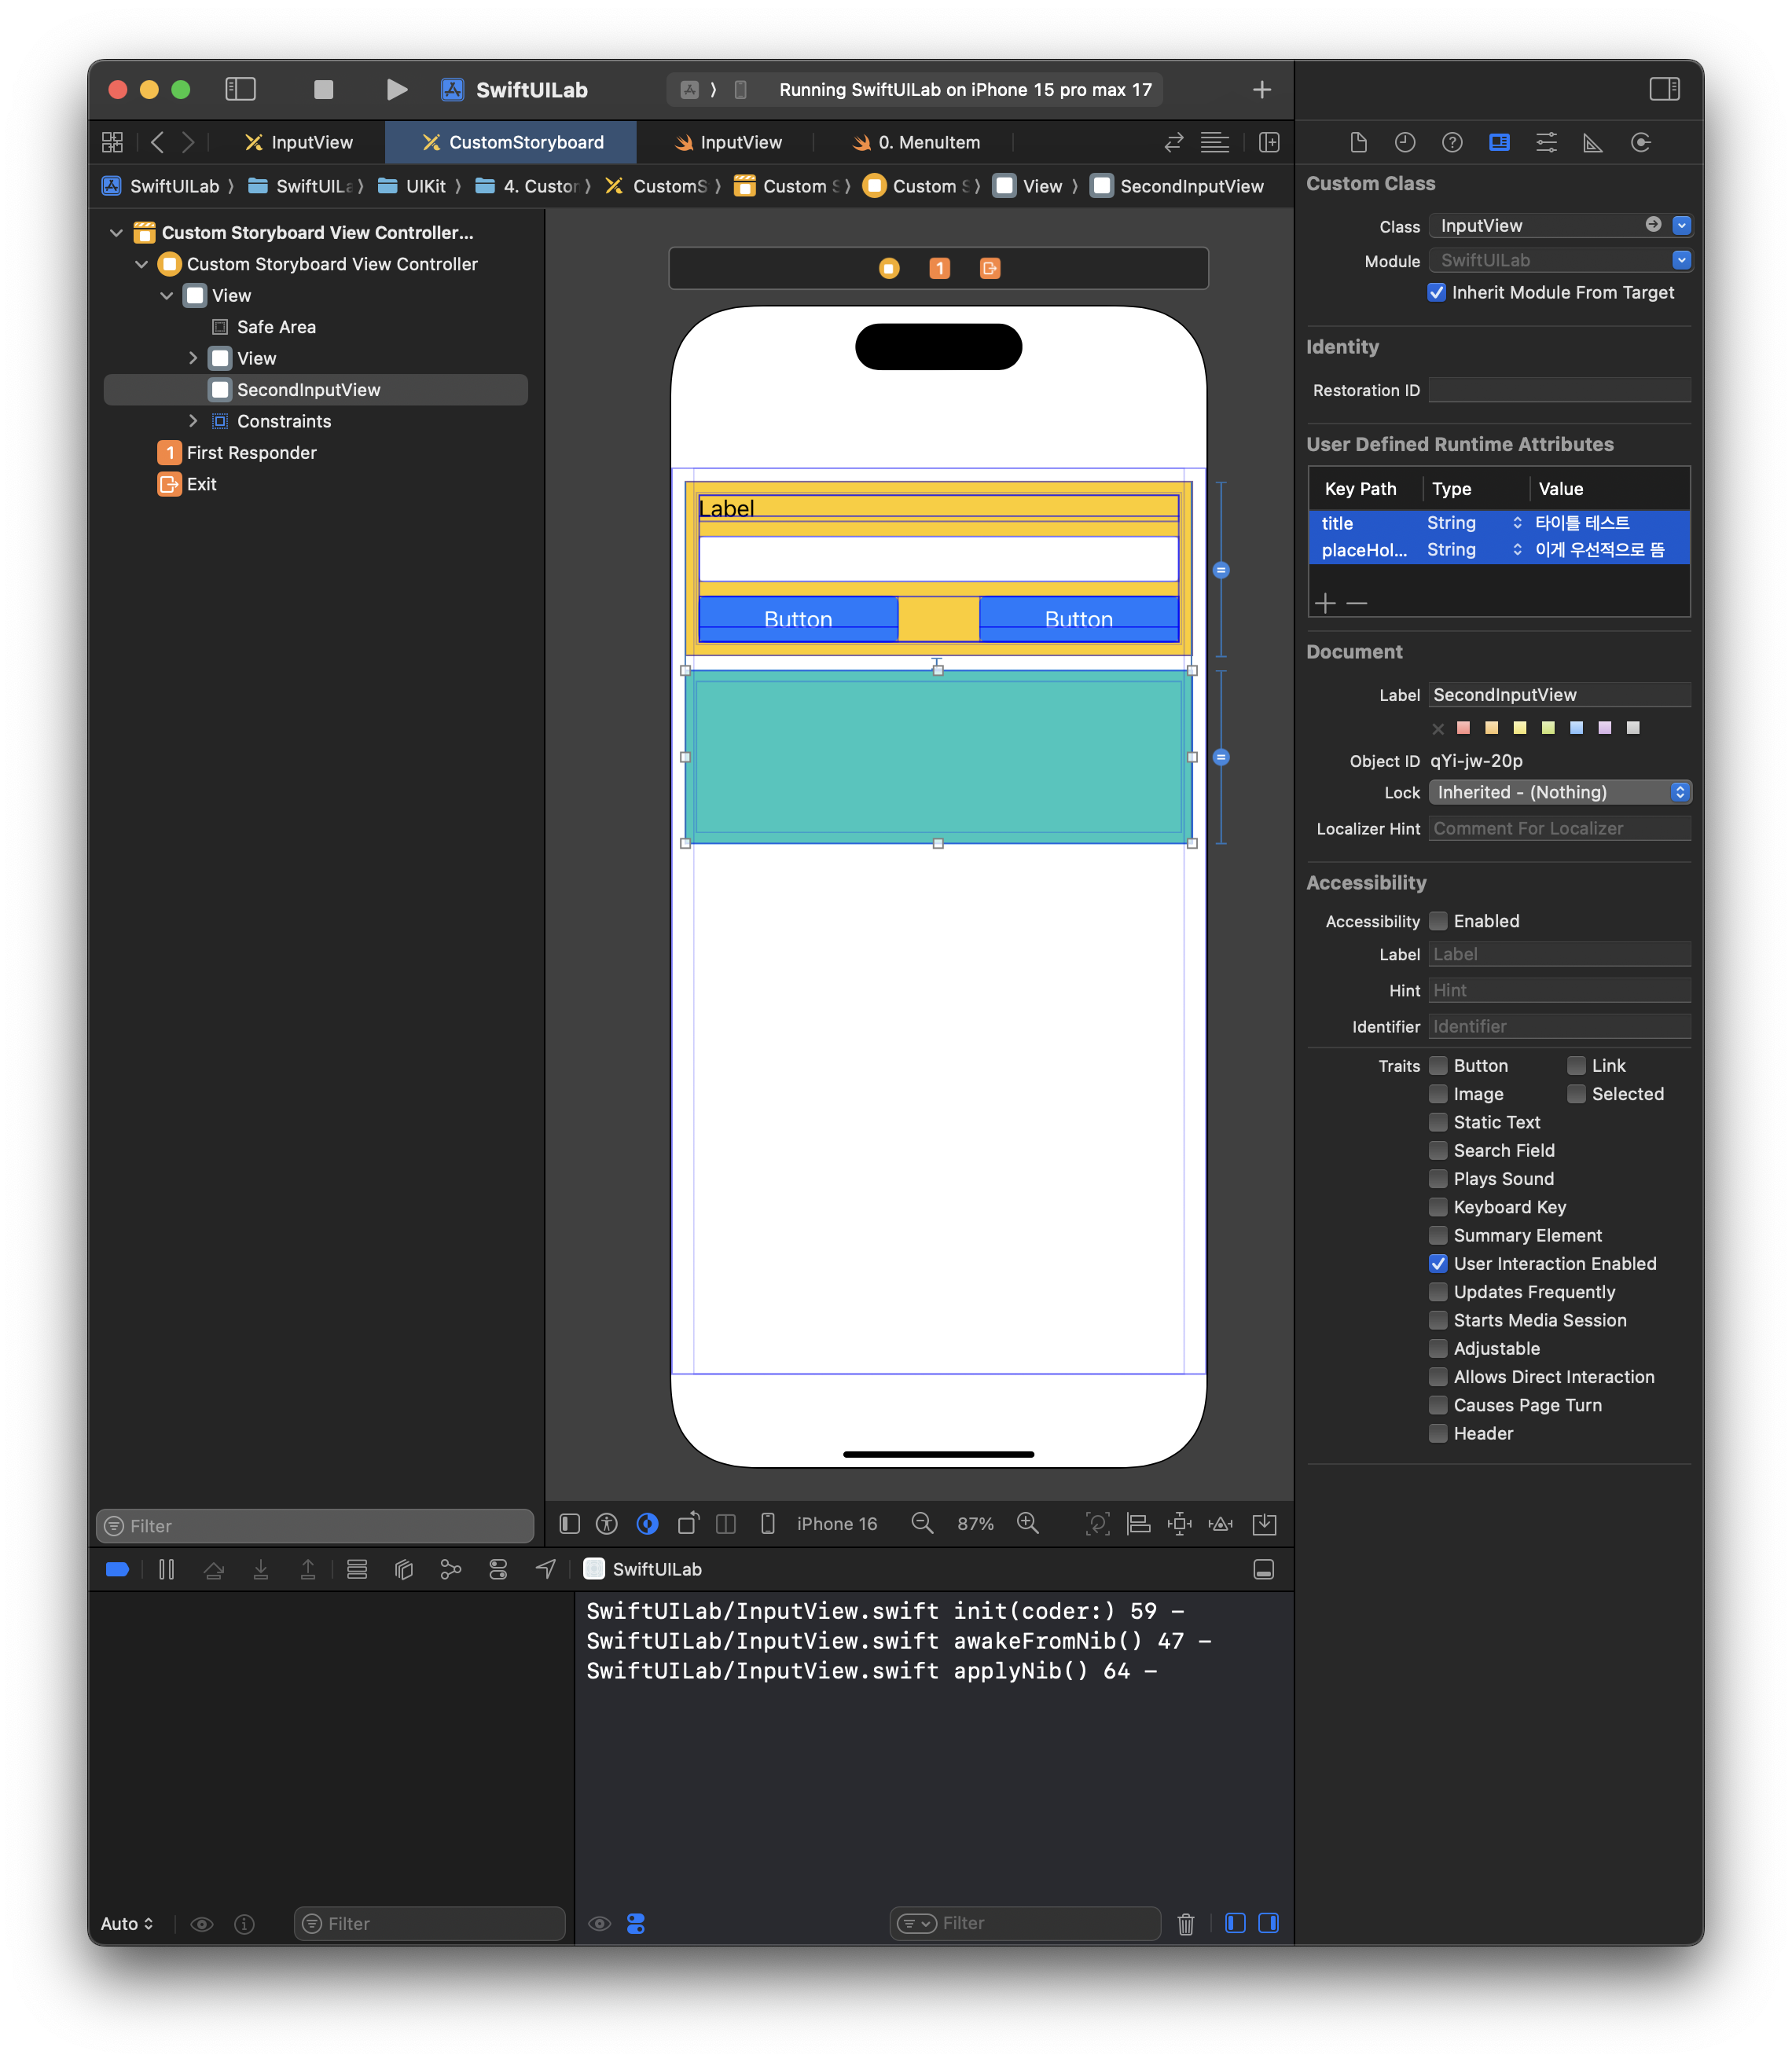 SwiftUILab
Running SwiftUILab on iPhone 15 pro max 17
InputView
CustomStoryboard
InputView
0. MenuItem
SwiftUILab
SwiftUILa
UIKit
4. Custor
CustomS
Custom S
Custom S
View
SecondInputView
Custom Storyboard View Controller...
Custom Storyboard View Controller
View
Safe Area
View
SecondInputView
Constraints
1 First Responder
Exit
Filter
1
Label
Button
Button
iPhone 16
87%
Custom Class
Class InputView
Module SwiftUILab
Inherit Module From Target
Identity
Restoration ID
User Defined Runtime Attributes
Key Path Type Value
title String 타이틀 테스트
placeHol... String 이게 우선적으로 뜸
Document
Label SecondInputView
Object ID qYi-jw-20p
Lock Inherited - (Nothing)
Localizer Hint Comment For Localizer
Accessibility
Accessibility Enabled
Label Label
Hint Hint
Identifier Identifier
Traits Button Link
Image Selected
Static Text
Search Field
Plays Sound
Keyboard Key
Summary Element
User Interaction Enabled
Updates Frequently
Starts Media Session
Adjustable
Allows Direct Interaction
Causes Page Turn
Header
SwiftUILab
SwiftUILab/InputView.swift init(coder:) 59 –
SwiftUILab/InputView.swift awakeFromNib() 47 –
SwiftUILab/InputView.swift applyNib() 64 –
Auto
Filter
Filter